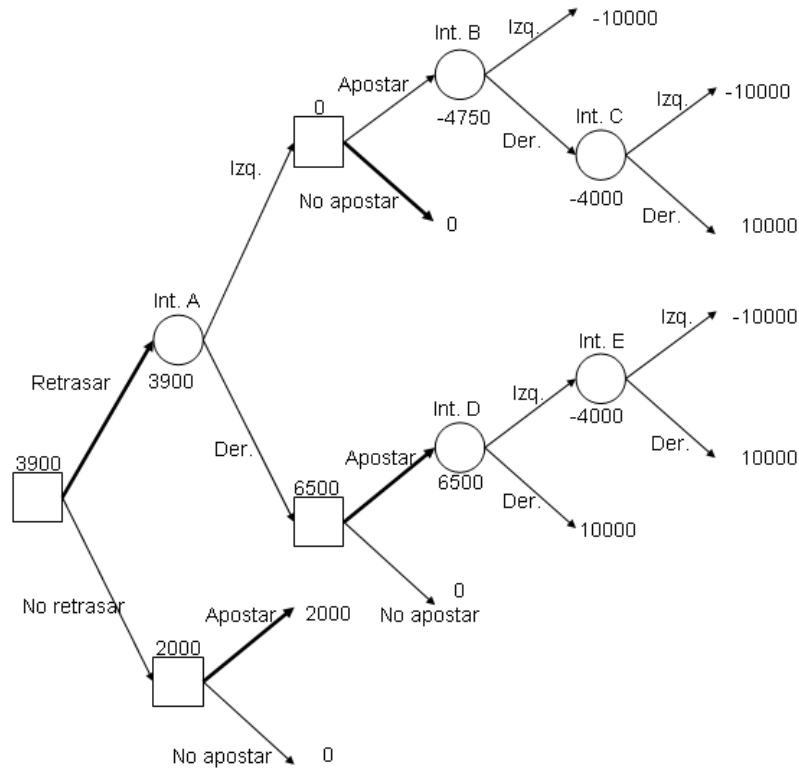 Int. B
Izq.
-10000
Apostar
-4750
Der.
Int. C
Izq.
-10000
-4000
Der.
10000
0
Izq.
No apostar
0
Int. A
Retrasar
3900
Der.
3900
6500
Apostar
Int. D
6500
Izq.
Int. E
Izq.
-10000
-4000
Der.
10000
Der.
10000
0
No apostar
No retrasar
2000
Apostar
2000
No apostar
0